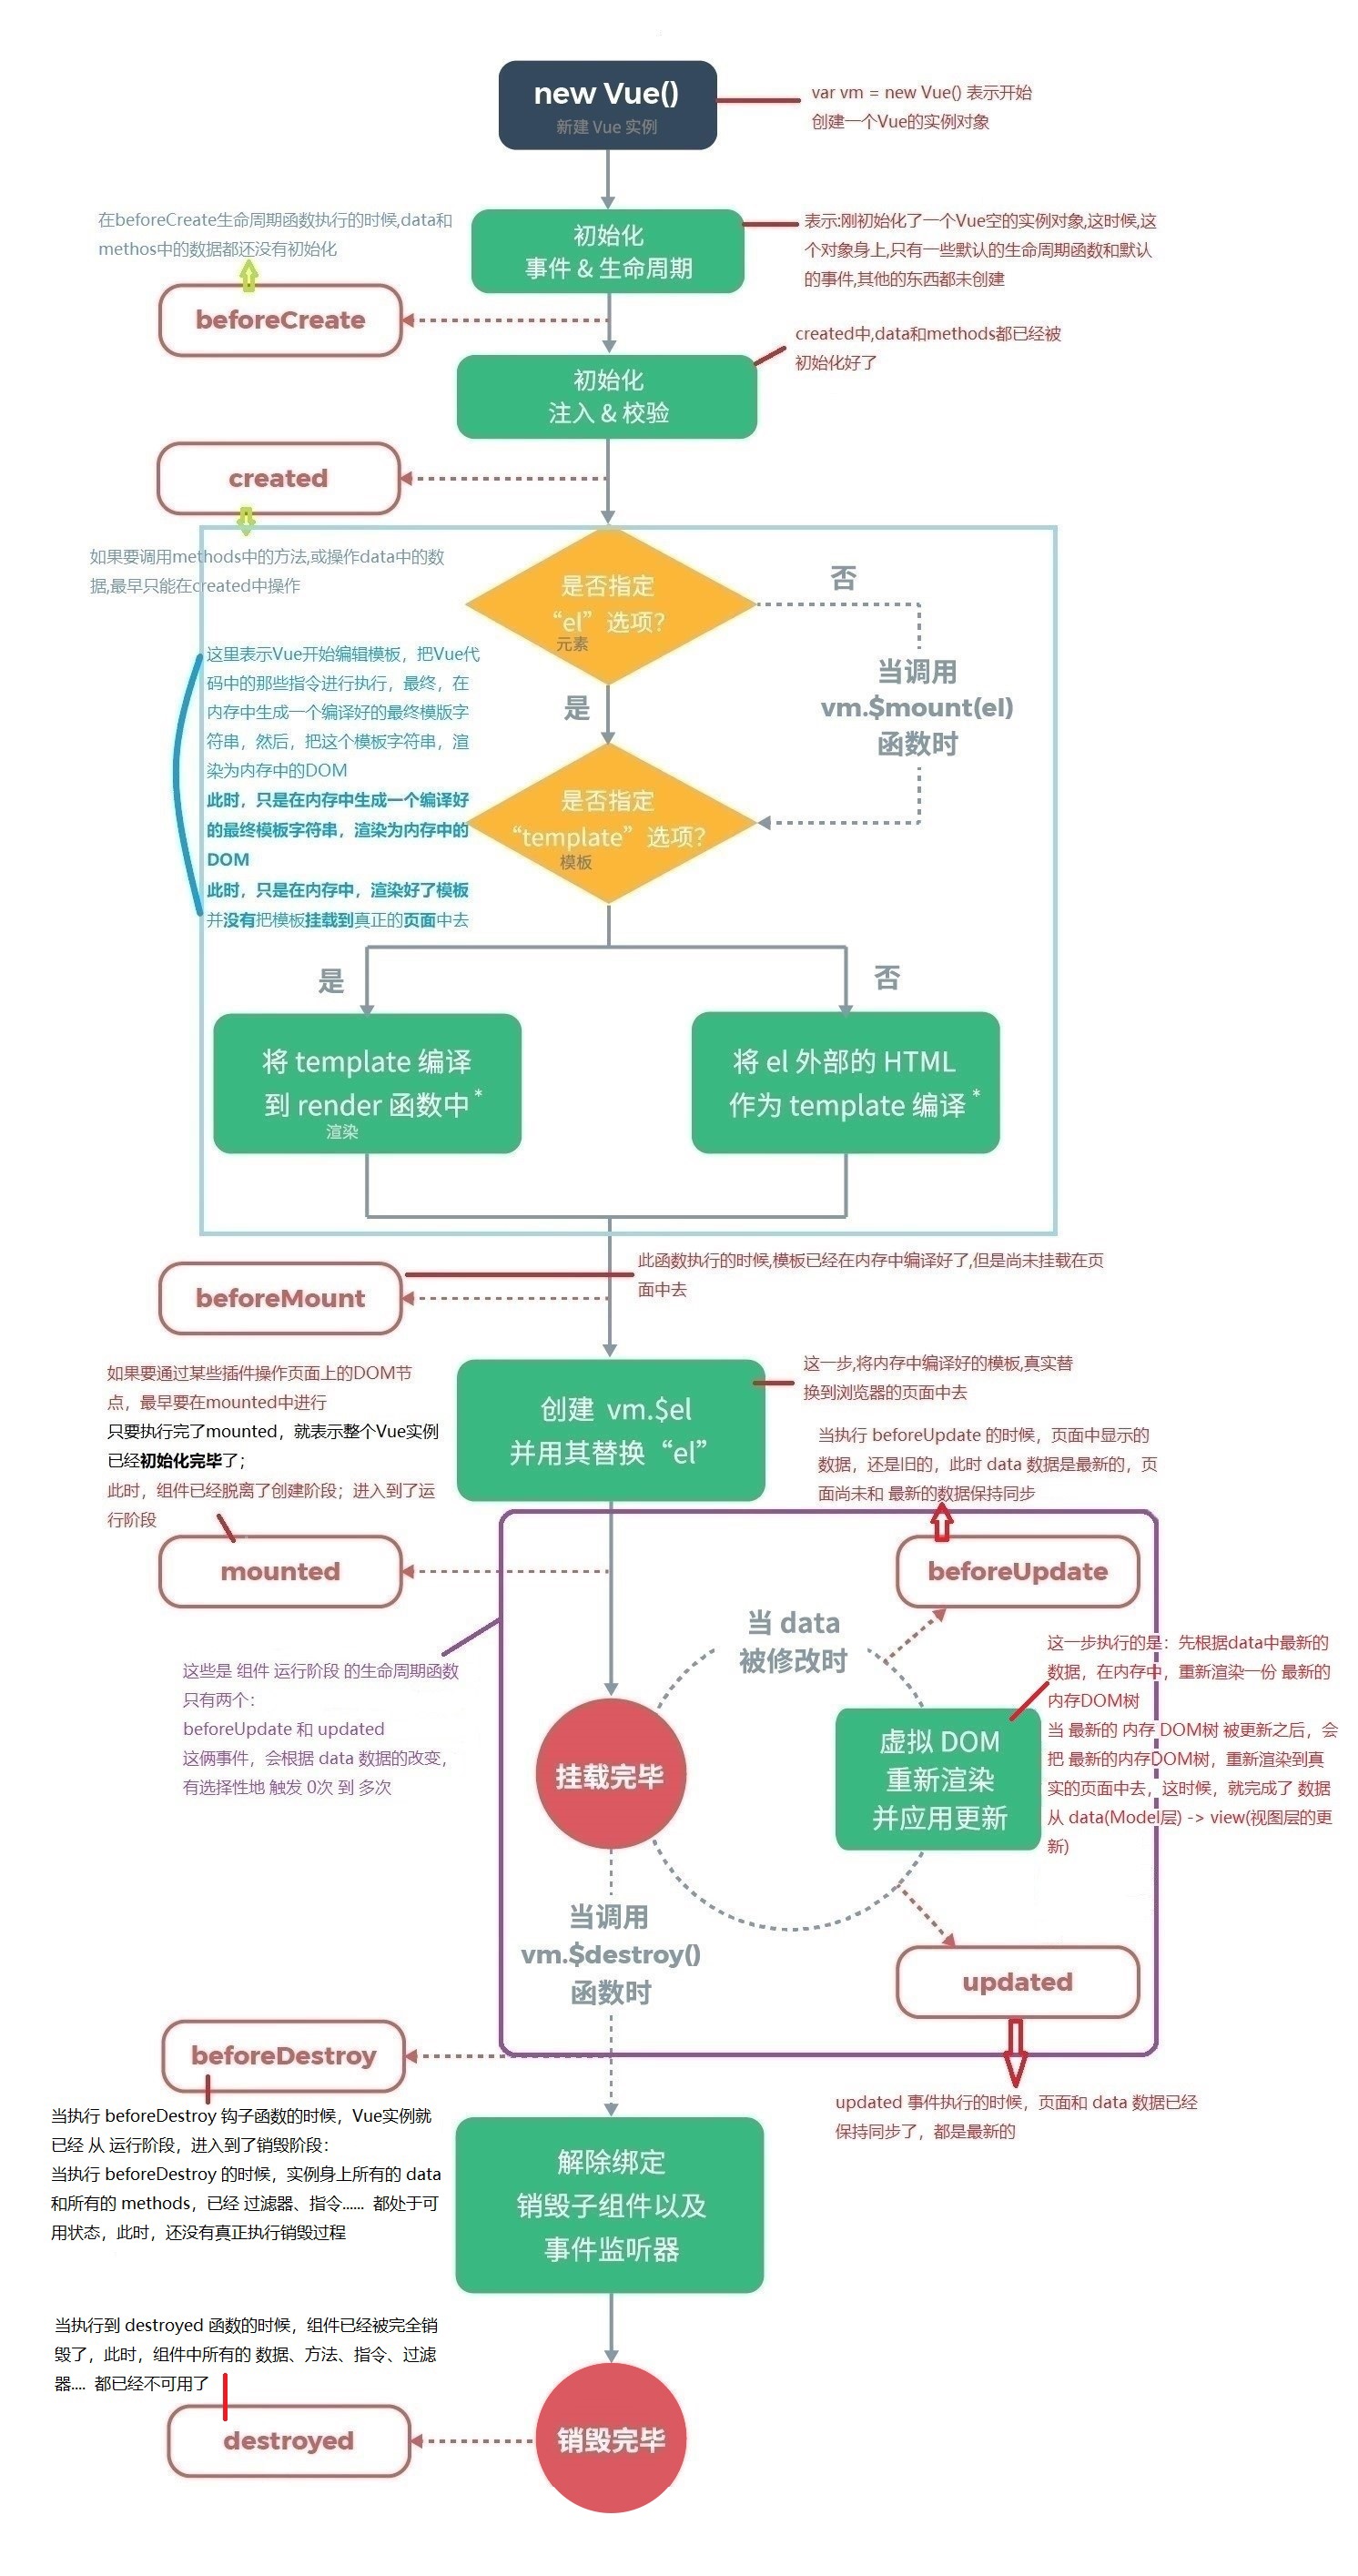 new Vue()
新建 Vue 实例
var vm = new Vue() 表示开始
创建一个Vue的实例对象
在beforeCreate生命周期函数执行的时候,data和
methos中的数据都还没有初始化
初始化
事件 & 生命周期
表示:刚初始化了一个Vue空的实例对象,这时候,这
个对象身上,只有一些默认的生命周期函数和默认
的事件,其他的东西都未创建
beforeCreate
created中,data和methods都已经被
初始化好了
初始化
注入 & 校验
created
如果要调用methods中的方法,或操作data中的数
据,最早只能在created中操作
是否指定
“el”选项?
元素
否
当调用
vm.$mount(el)
函数时
这里表示Vue开始编辑模板，把Vue代
码中的那些指令进行执行，最终，在
内存中生成一个编译好的最终模版字
符串，然后，把这个模板字符串，渲
染为内存中的DOM
此时，只是在内存中生成一个编译好
的最终模板字符串，渲染为内存中的
DOM
此时，只是在内存中，渲染好了模板
并没有把模板挂载到真正的页面中去
是
是否指定
“template”选项?
模板
是
否
将 template 编译
到 render 函数中 *
渲染
将 el 外部的 HTML
作为 template 编译 *
beforeMount
此函数执行的时候,模板已经在内存中编译好了,但是尚未挂载在页
面中去
如果要通过某些插件操作页面上的DOM节
点，最早要在mounted中进行
只要执行完了mounted，就表示整个Vue实例
已经初始化完毕了；
此时，组件已经脱离了创建阶段；进入到了运
行阶段
创建 vm.$el
并用其替换“el”
这一步,将内存中编译好的模板,真实替
换到浏览器的页面中去
当执行 beforeUpdate 的时候，页面中显示的
数据，还是旧的，此时 data 数据是最新的，页
面尚未和 最新的数据保持同步
mounted
beforeUpdate
当 data
被修改时
这些是 组件 运行阶段 的生命周期函数
只有两个：
beforeUpdate 和 updated
这俩事件，会根据 data 数据的改变，
有选择性地 触发 0次 到 多次
挂载完毕
虚拟 DOM
重新渲染
并应用更新
这一步执行的是：先根据data中最新的
数据，在内存中，重新渲染一份 最新的
内存DOM树
当 最新的 内存 DOM树 被更新之后，会
把 最新的内存DOM树，重新渲染到真
实的页面中去，这时候，就完成了 数据
从 data(Model层) -> view(视图层的更
新)
当调用
vm.$destroy()
函数时
updated
updated 事件执行的时候，页面和 data 数据已经
保持同步了，都是最新的
beforeDestroy
当执行 beforeDestroy 钩子函数的时候，Vue实例就
已经 从 运行阶段，进入到了销毁阶段：
当执行 beforeDestroy 的时候，实例身上所有的 data
和所有的 methods，已经 过滤器、指令...... 都处于可
用状态，此时，还没有真正执行销毁过程
解除绑定
销毁子组件以及
事件监听器
当执行到 destroyed 函数的时候，组件已经被完全销
毁了，此时，组件中所有的 数据、方法、指令、过滤
器.... 都已经不可用了
destroyed
销毁完毕